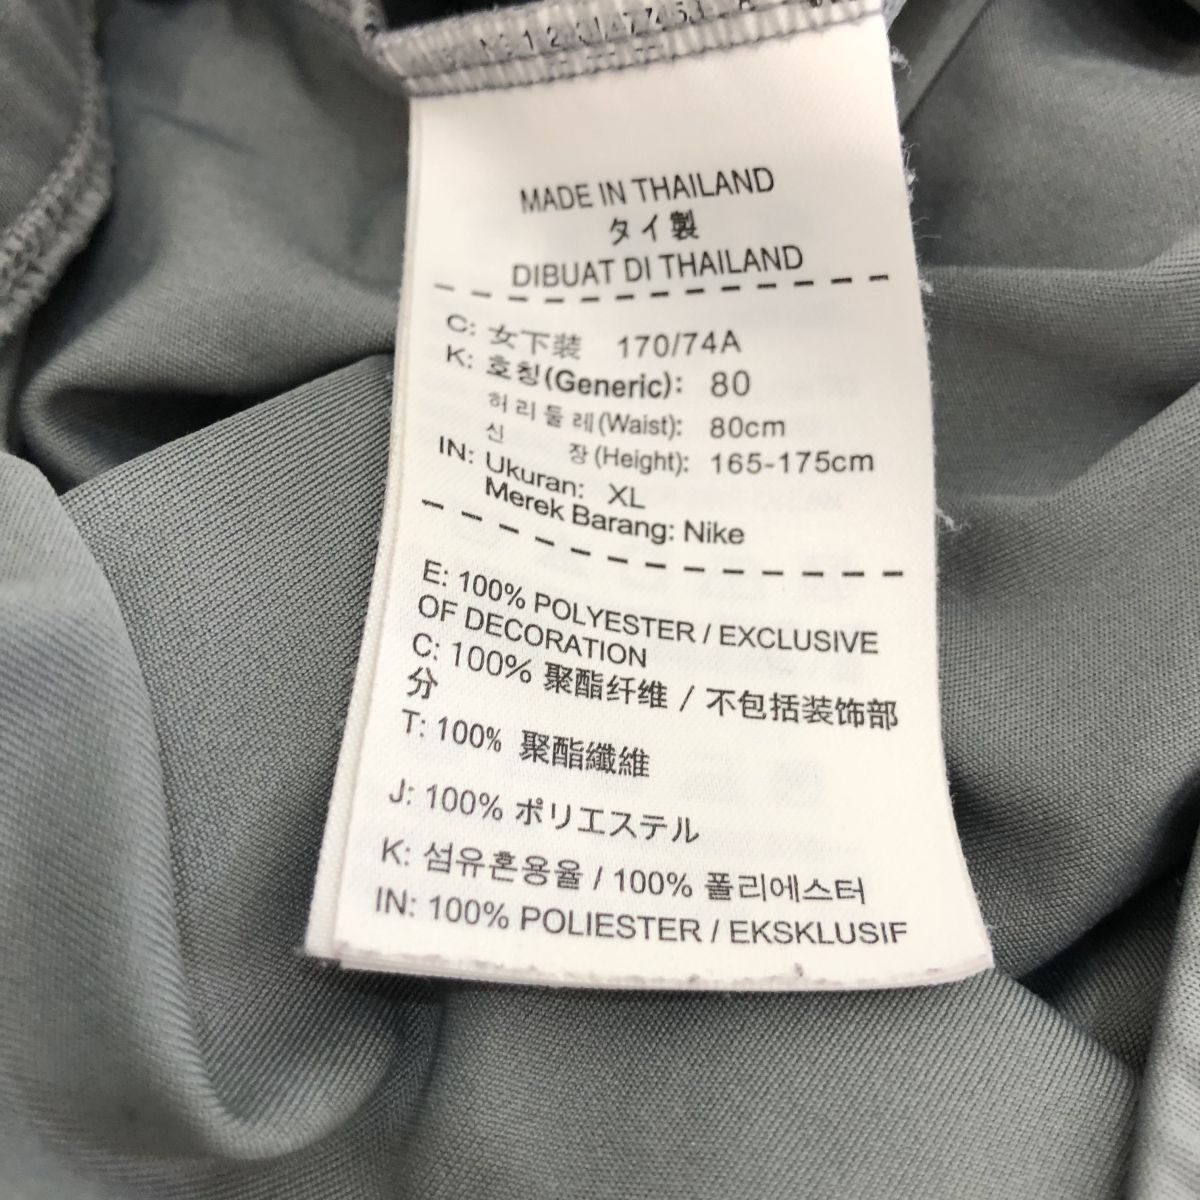 MADE IN THAILAND
タイ製
DIBUAT DI THAILAND
C: 女下装 170/74A
K: 호칭(Generic): 80
허리둘레(Waist): 80cm
신 장(Height): 165-175cm
IN: Ukuran: XL
Merek Barang: Nike
E: 100% POLYESTER / EXCLUSIVE
OF DECORATION
C: 100% 聚酯纤维 / 不包括装饰部
分
T: 100% 聚酯纖維
J: 100% ポリエステル
K: 섬유혼용율 / 100% 폴리에스터
IN: 100% POLIESTER / EKSKLUSIF